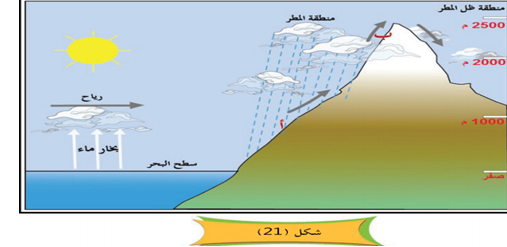 منطقة ظل المطر
منطقة المطر
2500 م
ب
2000 م
رياح
1000 م
أ
بخار ماء
سطح البحر
صفر
شكل (21)